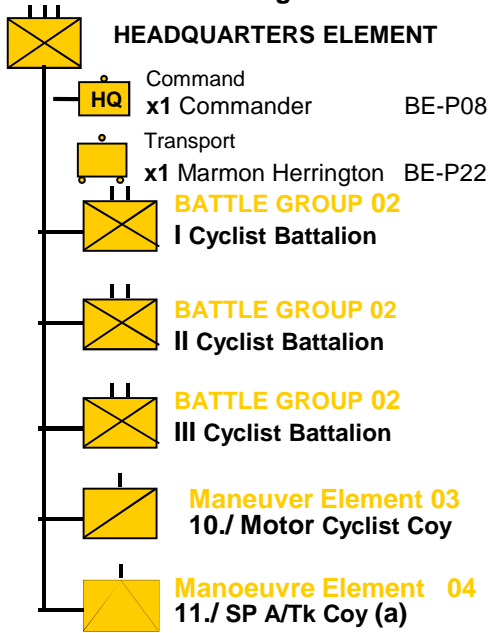 HEADQUARTERS ELEMENT
Command
HQ x1 Commander BE-P08
Transport
x1 Marmon Herrington BE-P22
BATTLE GROUP 02
I Cyclist Battalion
BATTLE GROUP 02
II Cyclist Battalion
BATTLE GROUP 02
III Cyclist Battalion
Maneuver Element 03
10./ Motor Cyclist Coy
Manoeuvre Element 04
11./ SP A/Tk Coy (a)